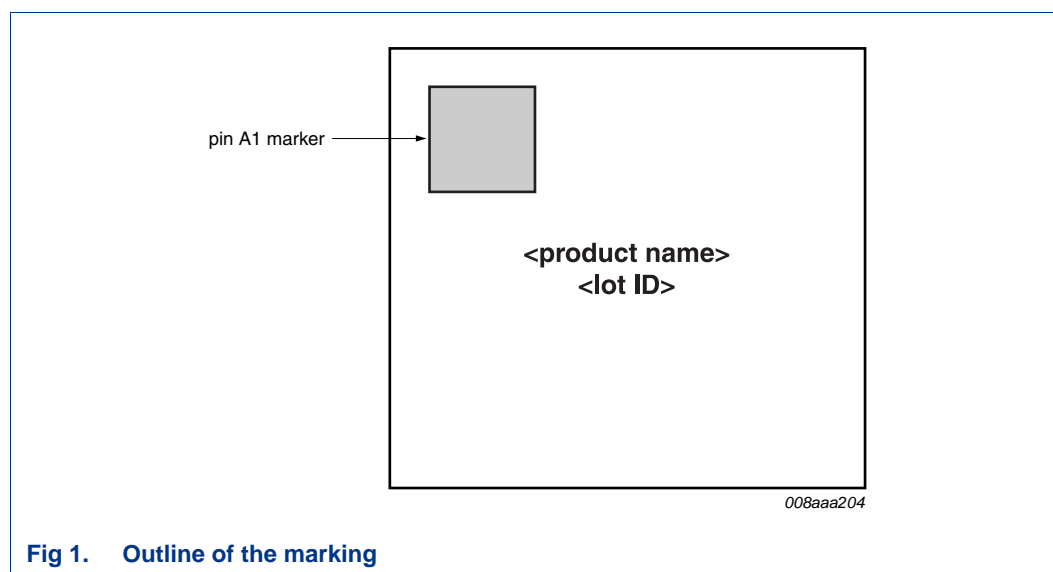 pin A1 marker
<product name>
<lot ID>
008aaa204
Fig 1. Outline of the marking